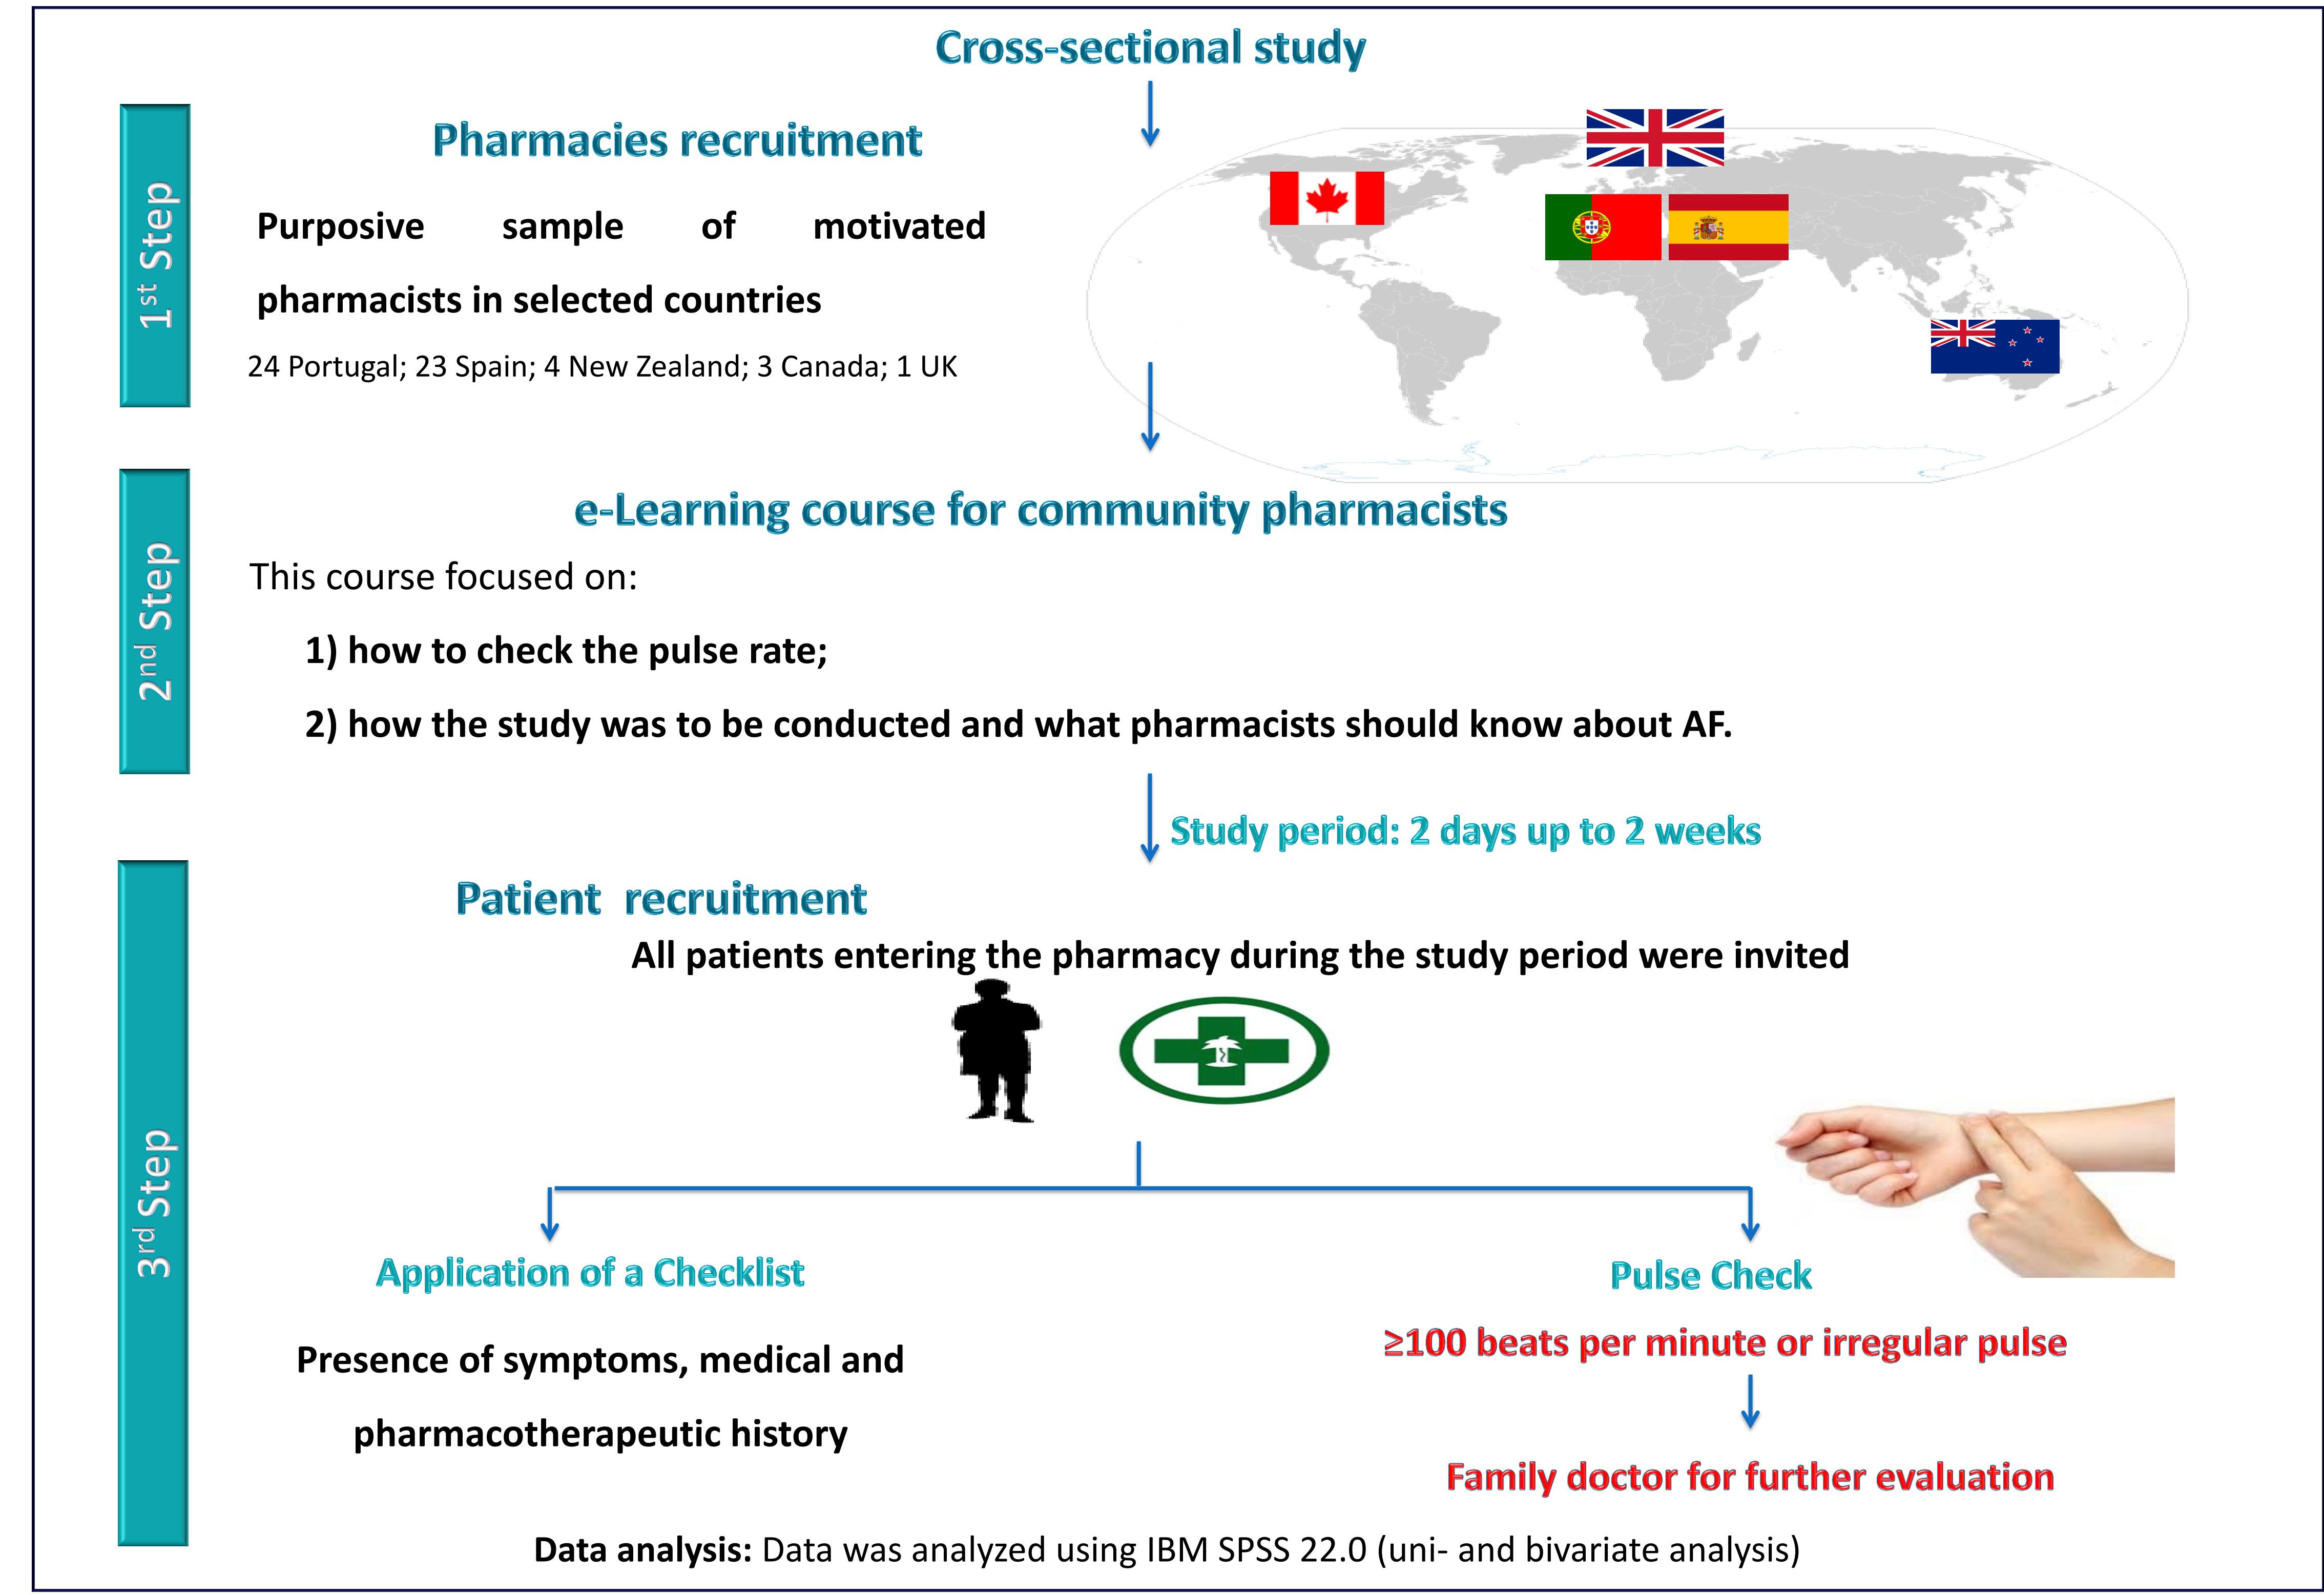 Cross-sectional study
1st Step
Pharmacies recruitment
Purposive sample of motivated
pharmacists in selected countries
24 Portugal; 23 Spain; 4 New Zealand; 3 Canada; 1 UK
2nd Step
e-Learning course for community pharmacists
This course focused on:
1) how to check the pulse rate;
2) how the study was to be conducted and what pharmacists should know about AF.
Study period: 2 days up to 2 weeks
3rd Step
Patient recruitment
All patients entering the pharmacy during the study period were invited
Application of a Checklist
Presence of symptoms, medical and
pharmacotherapeutic history
Pulse Check
≥100 beats per minute or irregular pulse
Family doctor for further evaluation
Data analysis: Data was analyzed using IBM SPSS 22.0 (uni- and bivariate analysis)